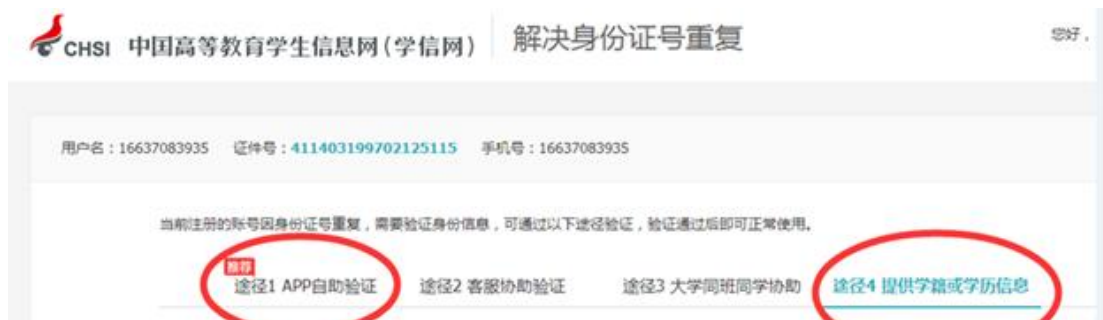 CHSI 中国高等教育学生信息网(学信网) 解决身份证号重复 您好，
用户名：16637083935 证件号：411403199702125115 手机号：16637083935
当前注册的账号因身份证号重复，需要验证身份信息，可通过以下途径验证，验证通过后即可正常使用。
推荐
途径1 APP自助验证 途径2 客服协助验证 途径3 大学同班同学协助 途径4 提供学籍或学历信息